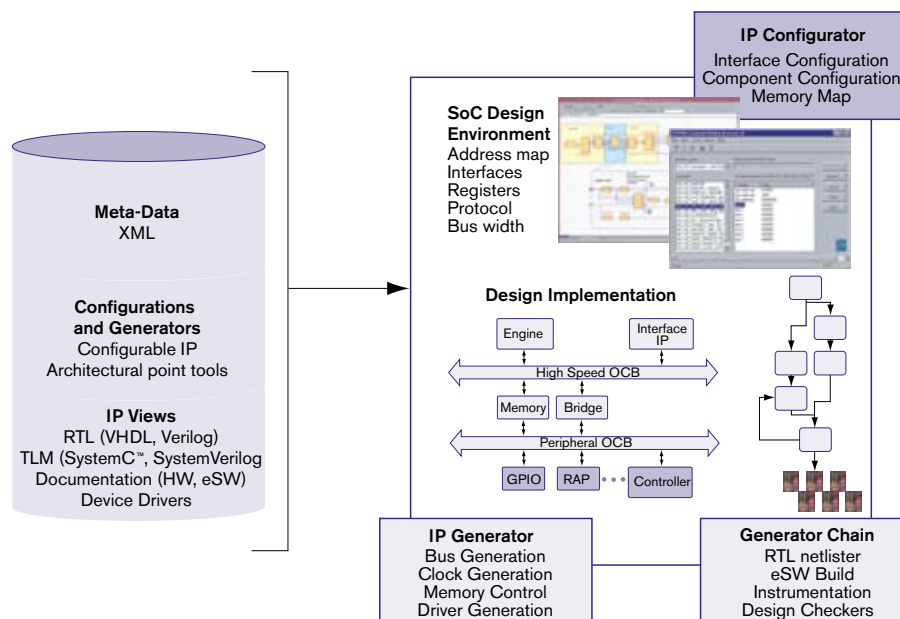 IP Configurator
Interface Configuration
Component Configuration
Memory Map
SoC Design
Environment
Address map
Interfaces
Registers
Protocol
Bus width
Meta-Data
XML
Configurations
and Generators
Configurable IP
Architectural point tools
IP Views
RTL (VHDL, Verilog)
TLM (SystemC™, SystemVerilog
Documentation (HW, eSW)
Device Drivers
Design Implementation
Engine
Interface
IP
High Speed OCB
Memory
Bridge
Peripheral OCB
GPIO
RAP
Controller
IP Generator
Bus Generation
Clock Generation
Memory Control
Driver Generation
Generator Chain
RTL netlister
eSW Build
Instrumentation
Design Checkers